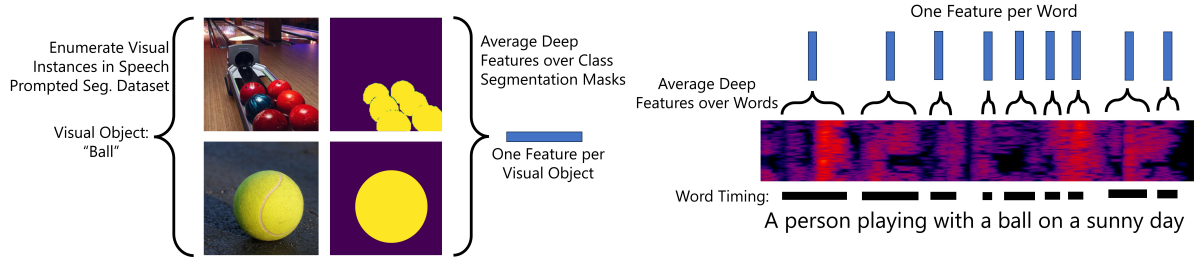 Enumerate Visual
Instances in Speech
Prompted Seg. Dataset
Visual Object:
"Ball"
Average Deep
Features over Class
Segmentation Masks
One Feature per
Visual Object
One Feature per Word
Average Deep
Features over Words
Word Timing:
A person playing with a ball on a sunny day